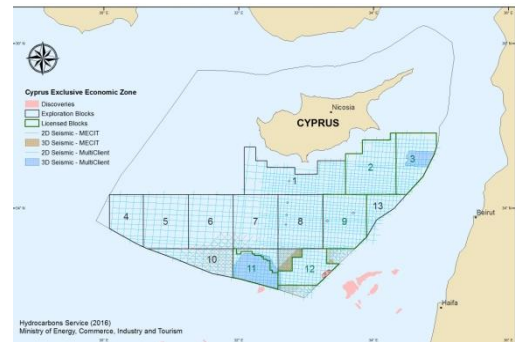 Cyprus Exclusive Economic Zone
Discoveries
Exploration Blocks
Licensed Blocks
2D Seismic - MECIT
3D Seismic - MECIT
2D Seismic - MultiClient
3D Seismic - MultiClient
Nicosia
CYPRUS
1
2
3
4
5
6
7
8
9
13
10
11
12
Beirut
Haifa
Hydrocarbons Service (2016)
Ministry of Energy, Commerce, Industry and Tourism